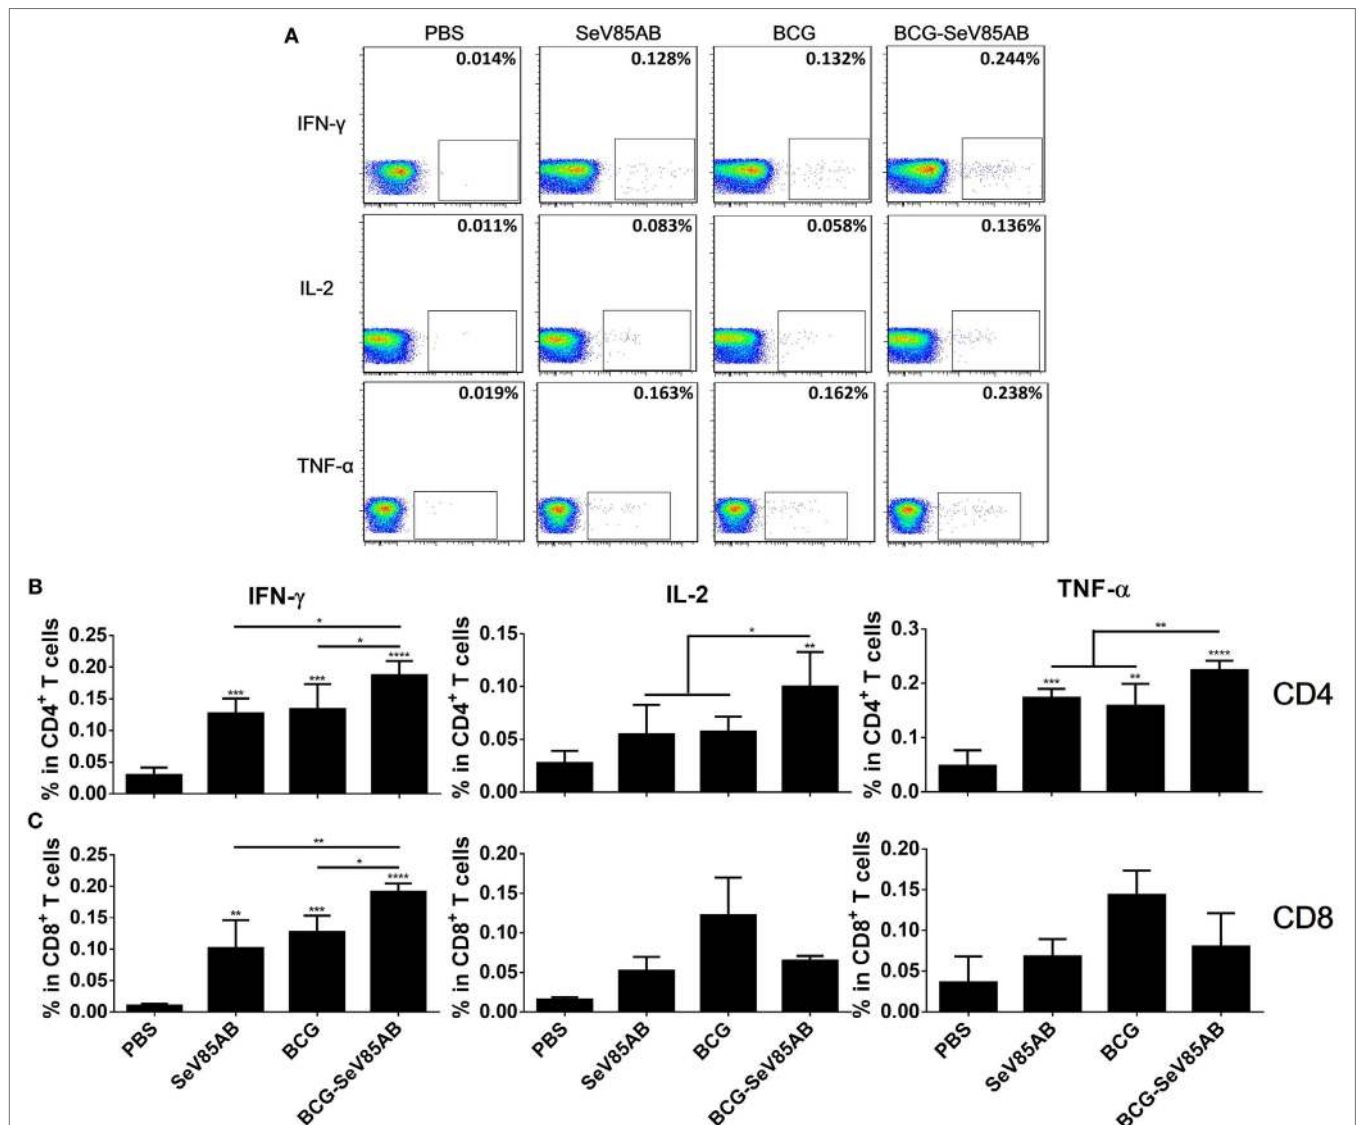 A
PBS SeV85AB BCG BCG-SeV85AB
IFN-γ
0.014% 0.128% 0.132% 0.244%
IL-2
0.011% 0.083% 0.058% 0.136%
TNF-α
0.019% 0.163% 0.162% 0.238%
B
IFN-γ IL-2 TNF-α
% in CD4+ T cells
0.25
0.20
0.15
0.10
0.05
0.00
*
*
*** *** ****
% in CD4+ T cells
0.15
0.10
0.05
0.00
*
**
% in CD4+ T cells
0.3
0.2
0.1
0.0
**
*** ** ****
CD4
C
% in CD8+ T cells
0.25
0.20
0.15
0.10
0.05
0.00
**
*
** *** ****
PBS SeV85AB BCG BCG-SeV85AB
% in CD8+ T cells
0.20
0.15
0.10
0.05
0.00
PBS SeV85AB BCG BCG-SeV85AB
% in CD8+ T cells
0.20
0.15
0.10
0.05
0.00
PBS SeV85AB BCG BCG-SeV85AB
CD8